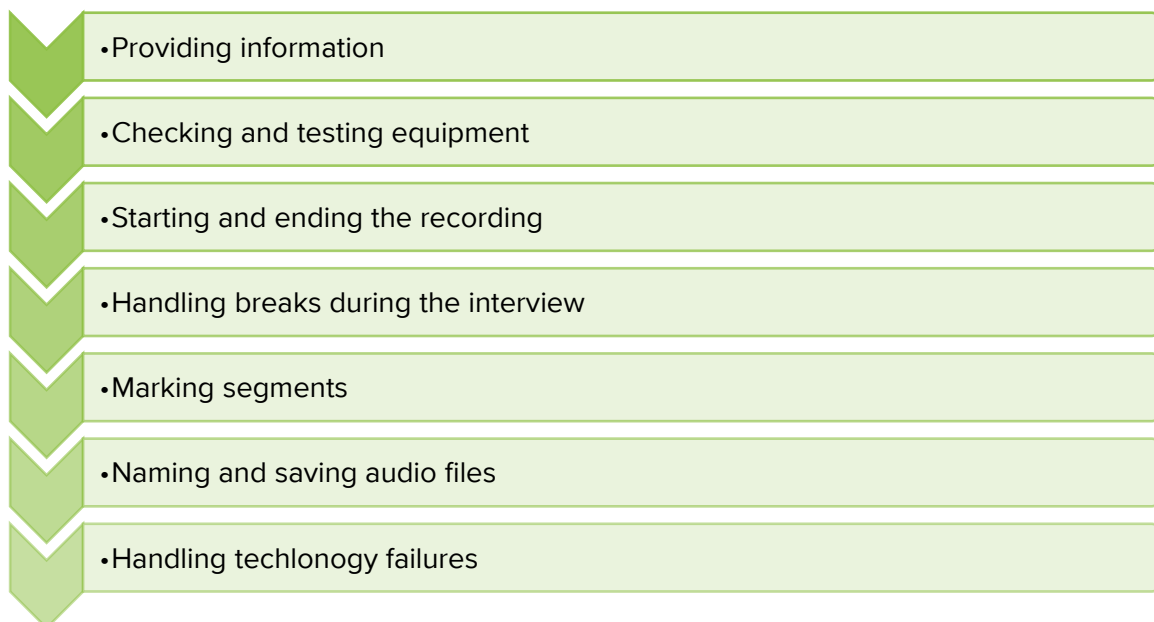 •Providing information
•Checking and testing equipment
•Starting and ending the recording
•Handling breaks during the interview
•Marking segments
•Naming and saving audio files
•Handling techlonogy failures